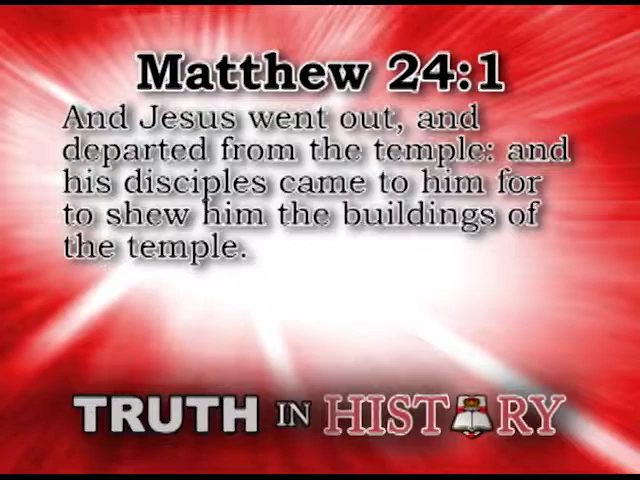 Matthew 24:1
And Jesus went out, and
departed from the temple: and
his disciples came to him for
to shew him the buildings of
the temple.
TRUTH IN HISTORY